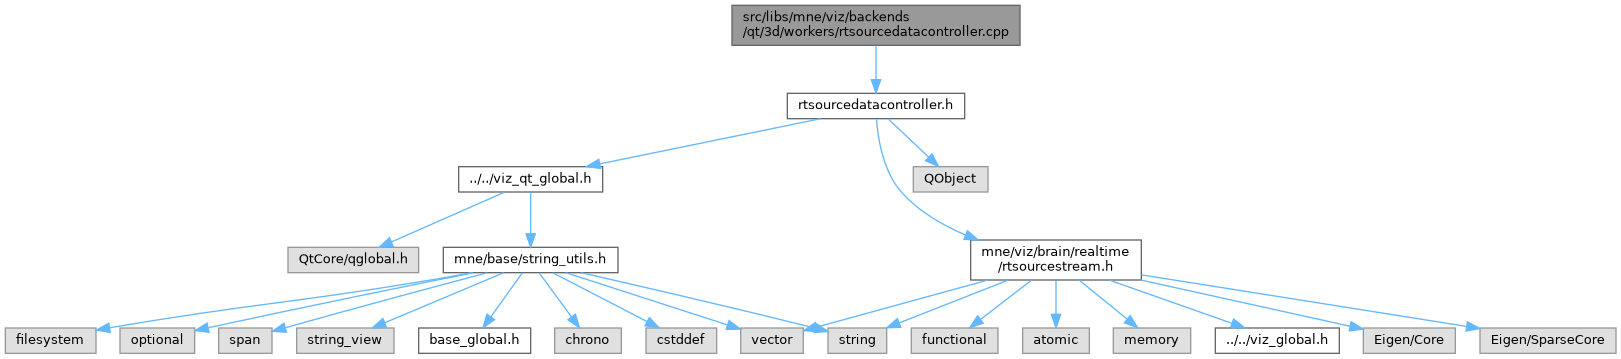 src/libs/mne/viz/backends
/qt/3d/workers/rtsourcedatacontroller.cpp
rtsourcedatacontroller.h
../../viz_qt_global.h
QObject
QtCore/qglobal.h
mne/base/string_utils.h
mne/viz/brain/realtime
/rtsourcestream.h
filesystem
optional
span
string_view
base_global.h
chrono
cstddef
vector
string
functional
atomic
memory
../../viz_global.h
Eigen/Core
Eigen/SparseCore